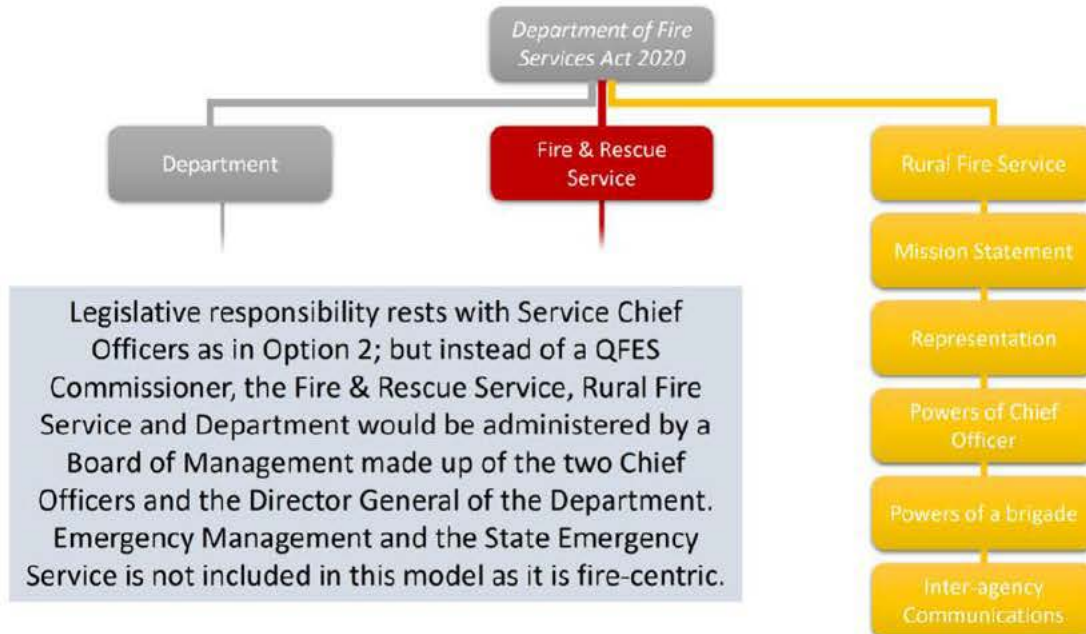 Department of Fire
Services Act 2020
Department
Fire & Rescue
Service
Rural Fire Service
Mission Statement
Representation
Powers of Chief
Officer
Powers of a brigade
Inter-agency
Communications
Legislative responsibility rests with Service Chief
Officers as in Option 2; but instead of a QFES
Commissioner, the Fire & Rescue Service, Rural Fire
Service and Department would be administered by a
Board of Management made up of the two Chief
Officers and the Director General of the Department.
Emergency Management and the State Emergency
Service is not included in this model as it is fire-centric.